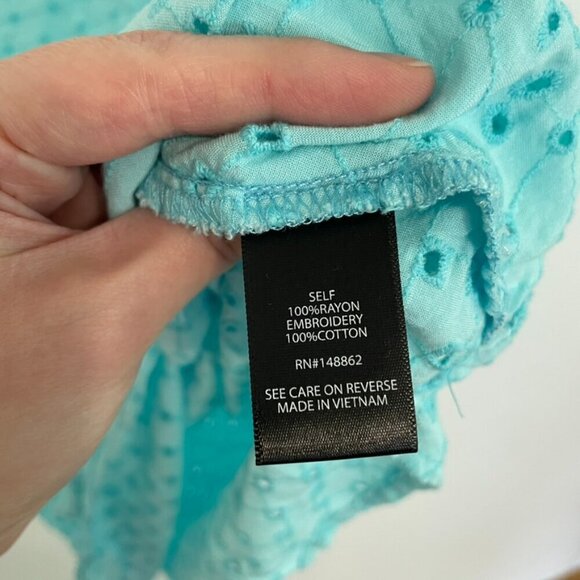 SELF
100%RAYON
EMBROIDERY
100%COTTON
RN#148862
SEE CARE ON REVERSE
MADE IN VIETNAM